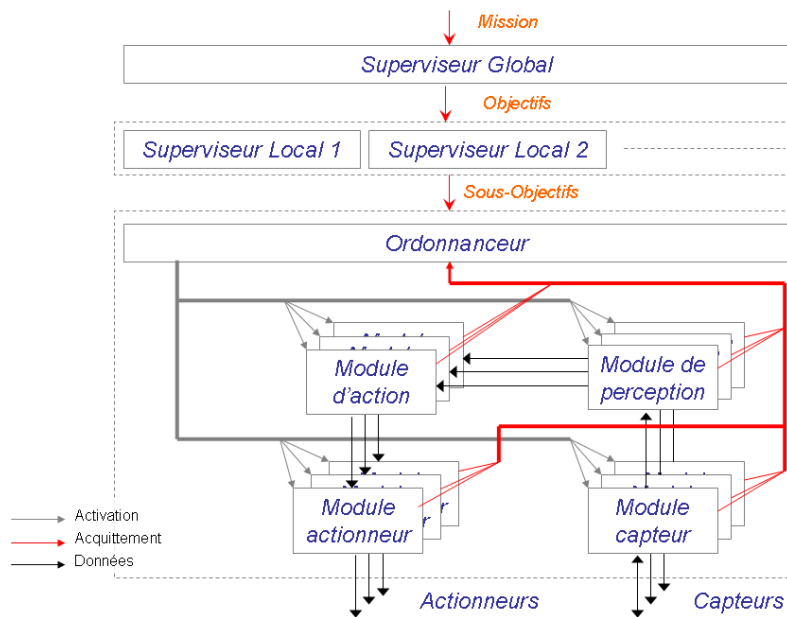 Mission
Superviseur Global
Objectifs
Superviseur Local 1
Superviseur Local 2
Sous-Objectifs
Ordonnanceur
Module
d'action
Module de
perception
Module
actionneur
Module
capteur
Activation
Acquittement
Données
Actionneurs
Capteurs